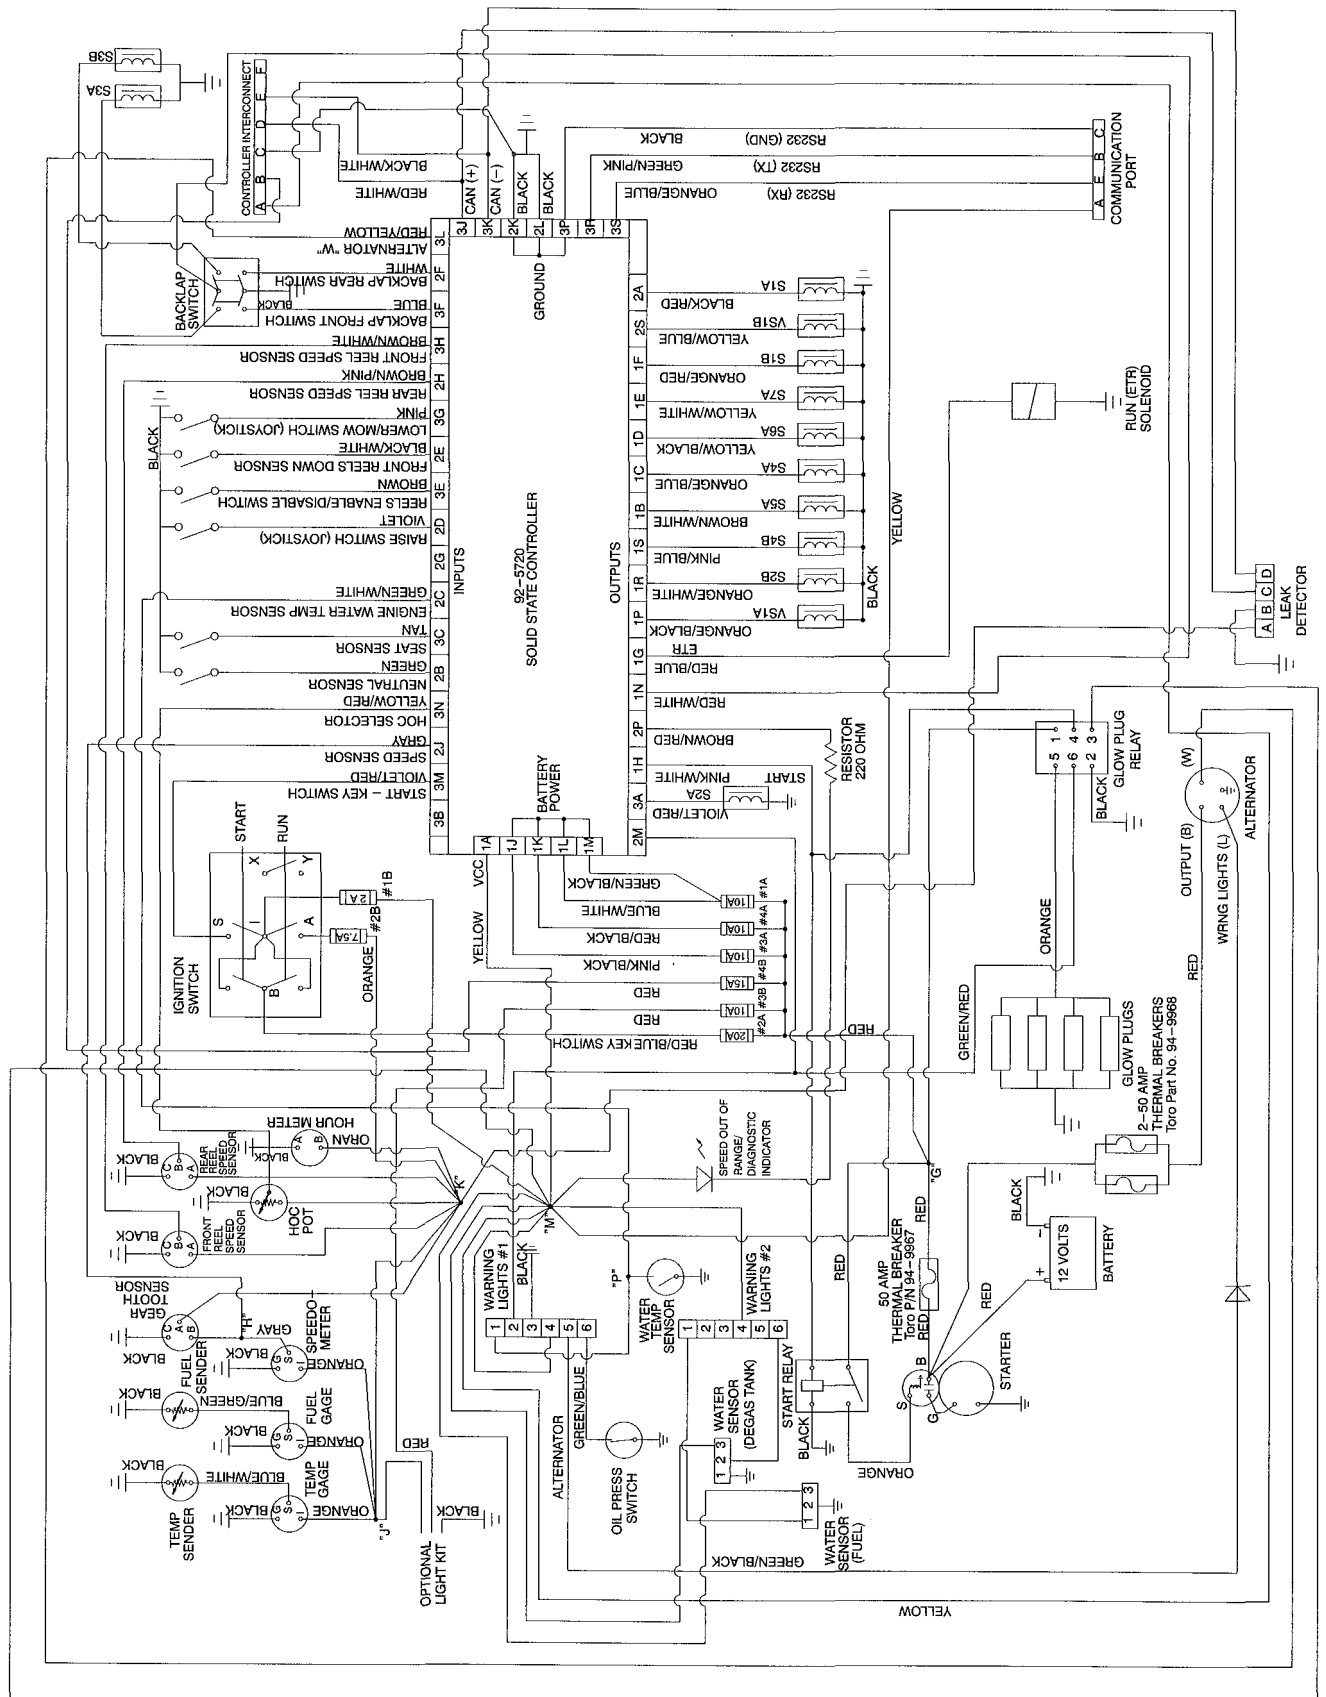 S3B
S3A
CONTROLLER INTERCONNECT
A B C D E F
BLACK/WHITE
RED/WHITE
CAN (+)
CAN (-)
BLACK
BLACK
BLACK
RS232 (GND)
GREEN/PINK
RS232 (TX)
ORANGE/BLUE
RS232 (RX)
A E B C
COMMUNICATION
PORT
3J 3K 2K 2L 3P 3R 3S
GROUND
RED/YELLOW
ALTERNATOR "W"
3L
WHITE
BACKLAP REAR SWITCH
2F
BLUE
BACKLAP FRONT SWITCH
3F
BACKLAP
SWITCH
BLACK
BROWN/WHITE
FRONT REEL SPEED SENSOR
3H
BROWN/PINK
REAR REEL SPEED SENSOR
2H
PINK
LOWER/MOW SWITCH (JOYSTICK)
3G
BLACK/WHITE
FRONT REELS DOWN SENSOR
2E
BROWN
REELS ENABLE/DISABLE SWITCH
3E
VIOLET
RAISE SWITCH (JOYSTICK)
2D
2G
BLACK
GREEN/WHITE
ENGINE WATER TEMP SENSOR
2C
TAN
SEAT SENSOR
3C
GREEN
NEUTRAL SENSOR
2B
YELLOW/RED
HOC SELECTOR
3N
GRAY
SPEED SENSOR
2J
VIOLET/RED
START - KEY SWITCH
3M
3B
INPUTS
92-5720
SOLID STATE CONTROLLER
OUTPUTS
BATTERY
POWER
2A
BLACK/RED
S1A
2S
YELLOW/BLUE
VS1B
1F
ORANGE/RED
S1B
1E
YELLOW/WHITE
S7A
1D
YELLOW/BLACK
S6A
1C
ORANGE/BLUE
S4A
1B
BROWN/WHITE
S5A
1S
PINK/BLUE
S4B
1R
ORANGE/WHITE
S2B
1P
ORANGE/BLACK
VS1A
BLACK
YELLOW
1G
RED/BLUE
ETR
RUN (ETR)
SOLENOID
1N
RED/WHITE
2P
BROWN/RED
RESISTOR
220 OHM
1H
PINK/WHITE
START
3A
VIOLET/RED
S2A
2M
1A 1J 1K 1L 1M
VCC
YELLOW
GREEN/BLACK
BLUE/WHITE
RED/BLACK
PINK/BLACK
RED
RED
RED/BLUE KEY SWITCH
10A #1A
10A #4A
10A #3A
15A #4B
10A #3B
20A #2A
RED
START
RUN
X
Y
S
I
A
B
IGNITION
SWITCH
2A #1B
7.5A #2B
ORANGE
A B C D
LEAK
DETECTOR
5 1
6 4
2 3
GLOW PLUG
RELAY
BLACK
ORANGE
GREEN/RED
GLOW PLUGS
2-50 AMP
THERMAL BREAKERS
Toro Part No. 94-9968
(W)
OUTPUT (B)
WRNG LIGHTS (L)
ALTERNATOR
RED
HOUR METER
A
B
ORAN
BLACK
REAR
REEL
SPEED
SENSOR
C
B
A
BLACK
BLACK
HOC
POT
FRONT
REEL
SPEED
SENSOR
C
B
A
BLACK
GEAR
TOOTH
SENSOR
C
A
B
BLACK
"H"
GRAY
SPEEDO
METER
BLACK
ORANGE
G
S
I
FUEL
SENDER
BLACK
BLUE/GREEN
FUEL
GAGE
BLACK
ORANGE
G
S
I
TEMP
SENDER
BLACK
BLUE/WHITE
TEMP
GAGE
BLACK
ORANGE
G
S
I
"J"
"K"
"M"
"P"
"G"
RED
OPTIONAL
LIGHT KIT
BLACK
SPEED OUT OF
RANGE/
DIAGNOSTIC
INDICATOR
WARNING
LIGHTS #1
1 2 3 4 5 6
BLACK
WATER
TEMP
SENSOR
WARNING
LIGHTS #2
1 2 3 4 5 6
ALTERNATOR
GREEN/BLUE
OIL PRESS
SWITCH
WATER
SENSOR
(DEGAS TANK)
1 2 3
WATER
SENSOR
(FUEL)
1 2 3
START RELAY
BLACK
ORANGE
RED
50 AMP
THERMAL BREAKER
Toro P/N 94-9967
RED
RED
S
B
G
STARTER
RED
BLACK
+
-
12 VOLTS
BATTERY
GREEN/BLACK
YELLOW